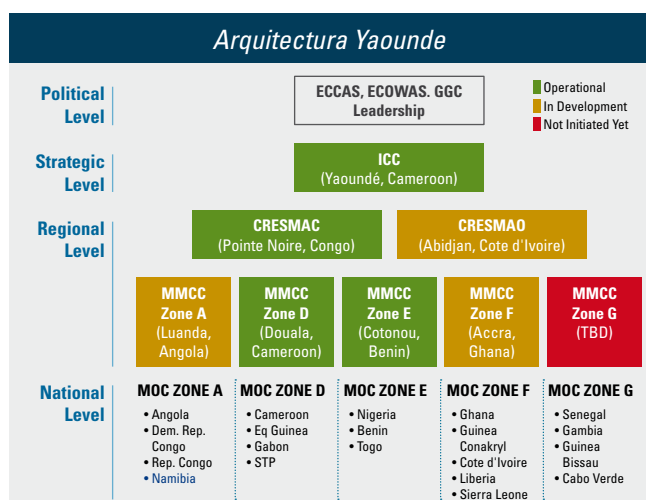 Arquitectura Yaounde
Political
Level
ECCAS, ECOWAS. GGC
Leadership
Operational
In Development
Not Initiated Yet
Strategic
Level
ICC
(Yaoundé, Cameroon)
Regional
Level
CRESMAC
(Pointe Noire, Congo)
CRESMAO
(Abidjan, Cote d'Ivoire)
MMCC
Zone A
(Luanda,
Angola)
MMCC
Zone D
(Douala,
Cameroon)
MMCC
Zone E
(Cotonou,
Benin)
MMCC
Zone F
(Accra,
Ghana)
MMCC
Zone G
(TBD)
National
Level
MOC ZONE A
• Angola
• Dem. Rep.
Congo
• Rep. Congo
• Namibia
MOC ZONE D
• Cameroon
• Eq Guinea
• Gabon
• STP
MOC ZONE E
• Nigeria
• Benin
• Togo
MOC ZONE F
• Ghana
• Guinea
Conakryl
• Cote d'Ivoire
• Liberia
• Sierra Leone
MOC ZONE G
• Senegal
• Gambia
• Guinea
Bissau
• Cabo Verde